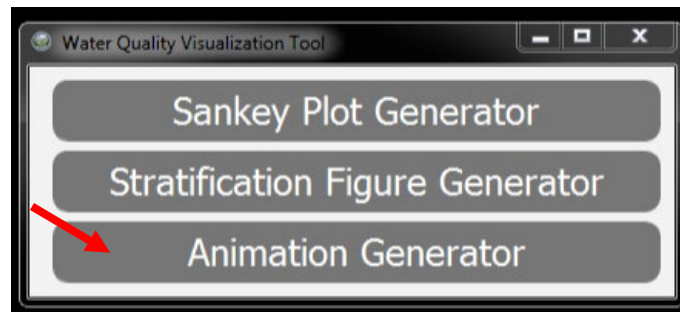 Water Quality Visualization Tool
Sankey Plot Generator
Stratification Figure Generator
Animation Generator